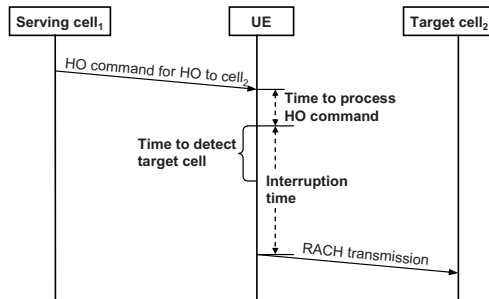 Serving cell₁
UE
Target cell₂
HO command for HO to cell₂
Time to process
HO command
Time to detect
target cell
Interruption
time
RACH transmission